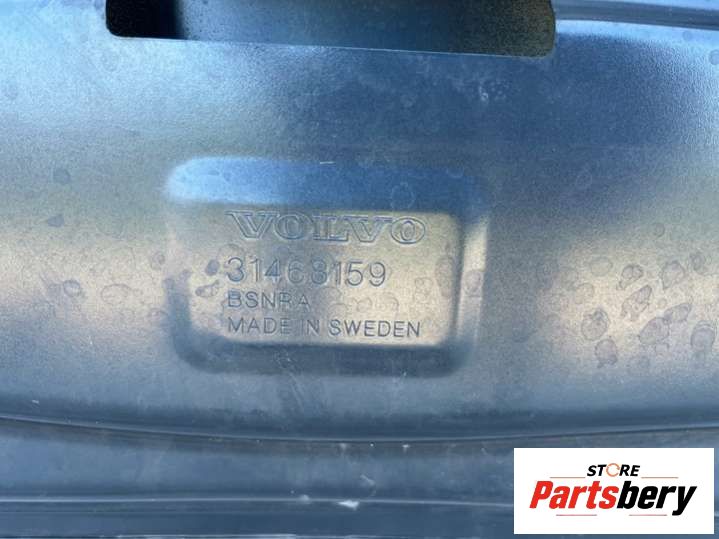 VOLVO
31468159
BSNRA
MADE IN SWEDEN
STORE
Partsbery